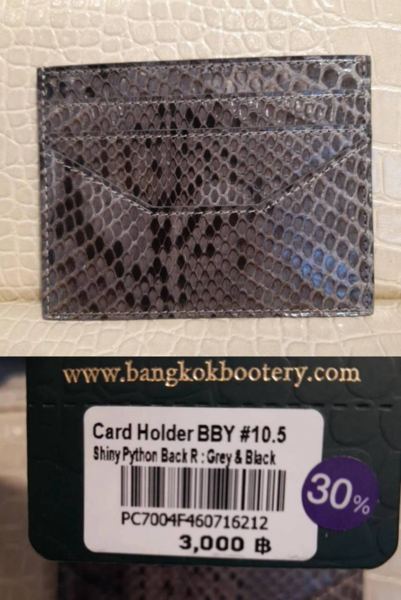 www.bangkokbootery.com
Card Holder BBY #10.5
Shiny Python Back R : Grey & Black
30%
PC7004F460716212
3,000 ฿